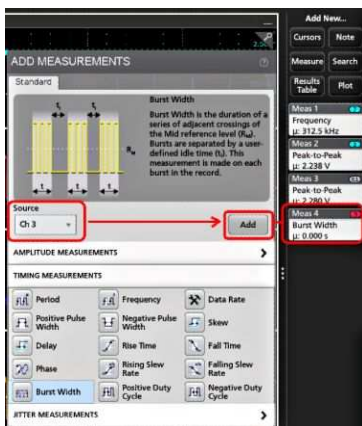 Add New...
Cursors Note
Measure Search
Results Table Plot
ADD MEASUREMENTS
Standard
Burst Width
Burst Width is the duration of a
series of adjacent crossings of
the Mid reference level (RM).
Bursts are separated by a user-
defined idle time (tI). This
measurement is made on each
burst in the record.
Source
Ch 3
Add
AMPLITUDE MEASUREMENTS
TIMING MEASUREMENTS
Period Frequency Data Rate
Positive Pulse Width Negative Pulse Width Skew
Delay Rise Time Fall Time
Phase Rising Slew Rate Falling Slew Rate
Burst Width Positive Duty Cycle Negative Duty Cycle
JITTER MEASUREMENTS
Meas 1
Frequency
µ: 312.5 kHz
Meas 2
Peak-to-Peak
µ: 2.238 V
Meas 3
Peak-to-Peak
µ: 2.280 V
Meas 4
Burst Width
µ: 0.000 s